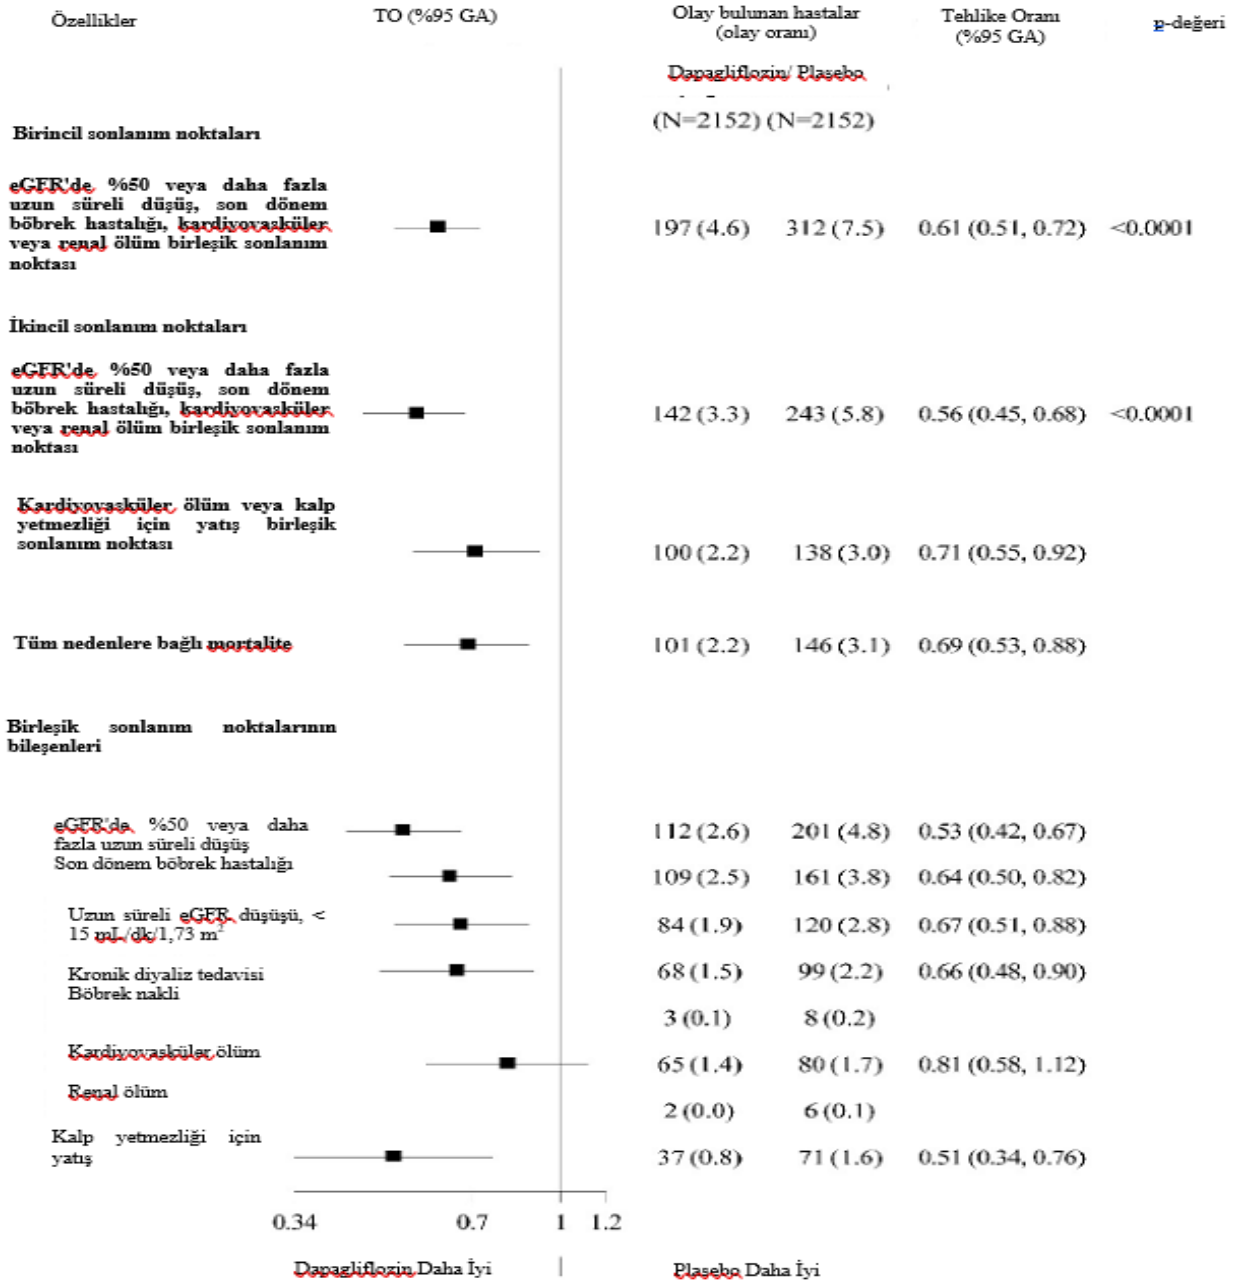 Özellikler
TO (%95 GA)
Olay bulunan hastalar
(olay oranı)
Tehlike Oranı
(%95 GA)
p-değeri
Dapagliflozin/ Plasebo
(N=2152) (N=2152)
Birincil sonlanım noktaları
eGFR'de %50 veya daha fazla
uzun süreli düşüş, son dönem
böbrek hastalığı, kardiyovasküler
veya renal ölüm birleşik sonlanım
noktası
197 (4.6) 312 (7.5) 0.61 (0.51, 0.72) <0.0001
İkincil sonlanım noktaları
eGFR'de %50 veya daha fazla
uzun süreli düşüş, son dönem
böbrek hastalığı, kardiyovasküler
veya renal ölüm birleşik sonlanım
noktası
142 (3.3) 243 (5.8) 0.56 (0.45, 0.68) <0.0001
Kardiyovasküler ölüm veya kalp
yetmezliği için yatış birleşik
sonlanım noktası
100 (2.2) 138 (3.0) 0.71 (0.55, 0.92)
Tüm nedenlere bağlı mortalite
101 (2.2) 146 (3.1) 0.69 (0.53, 0.88)
Birleşik sonlanım noktalarının
bileşenleri
eGFR'de %50 veya daha
fazla uzun süreli düşüş
112 (2.6) 201 (4.8) 0.53 (0.42, 0.67)
Son dönem böbrek hastalığı
109 (2.5) 161 (3.8) 0.64 (0.50, 0.82)
Uzun süreli eGFR düşüşü, <
15 mL/dk/1,73 m²
84 (1.9) 120 (2.8) 0.67 (0.51, 0.88)
Kronik diyaliz tedavisi
68 (1.5) 99 (2.2) 0.66 (0.48, 0.90)
Böbrek nakli
3 (0.1) 8 (0.2)
Kardiyovasküler ölüm
65 (1.4) 80 (1.7) 0.81 (0.58, 1.12)
Renal ölüm
2 (0.0) 6 (0.1)
Kalp yetmezliği için
yatış
37 (0.8) 71 (1.6) 0.51 (0.34, 0.76)
0.34 0.7 1 1.2
Dapagliflozin Daha İyi
Plasebo Daha İyi